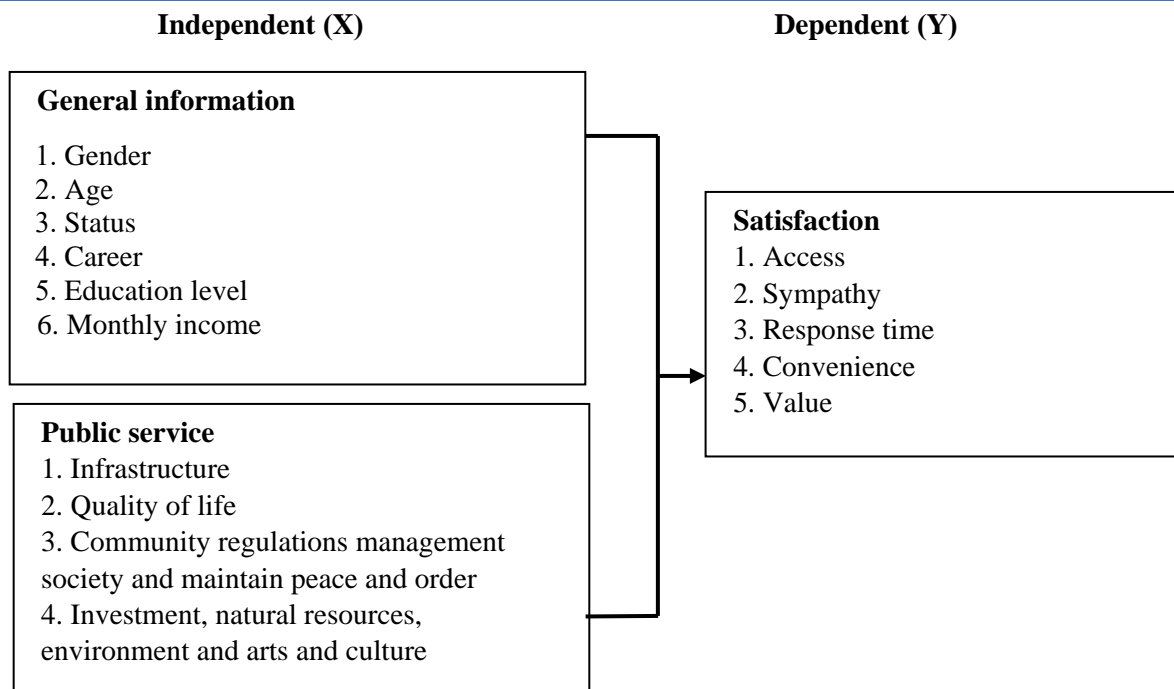 Independent (X)
Dependent (Y)
General information
1. Gender
2. Age
3. Status
4. Career
5. Education level
6. Monthly income
Public service
1. Infrastructure
2. Quality of life
3. Community regulations management
society and maintain peace and order
4. Investment, natural resources,
environment and arts and culture
Satisfaction
1. Access
2. Sympathy
3. Response time
4. Convenience
5. Value